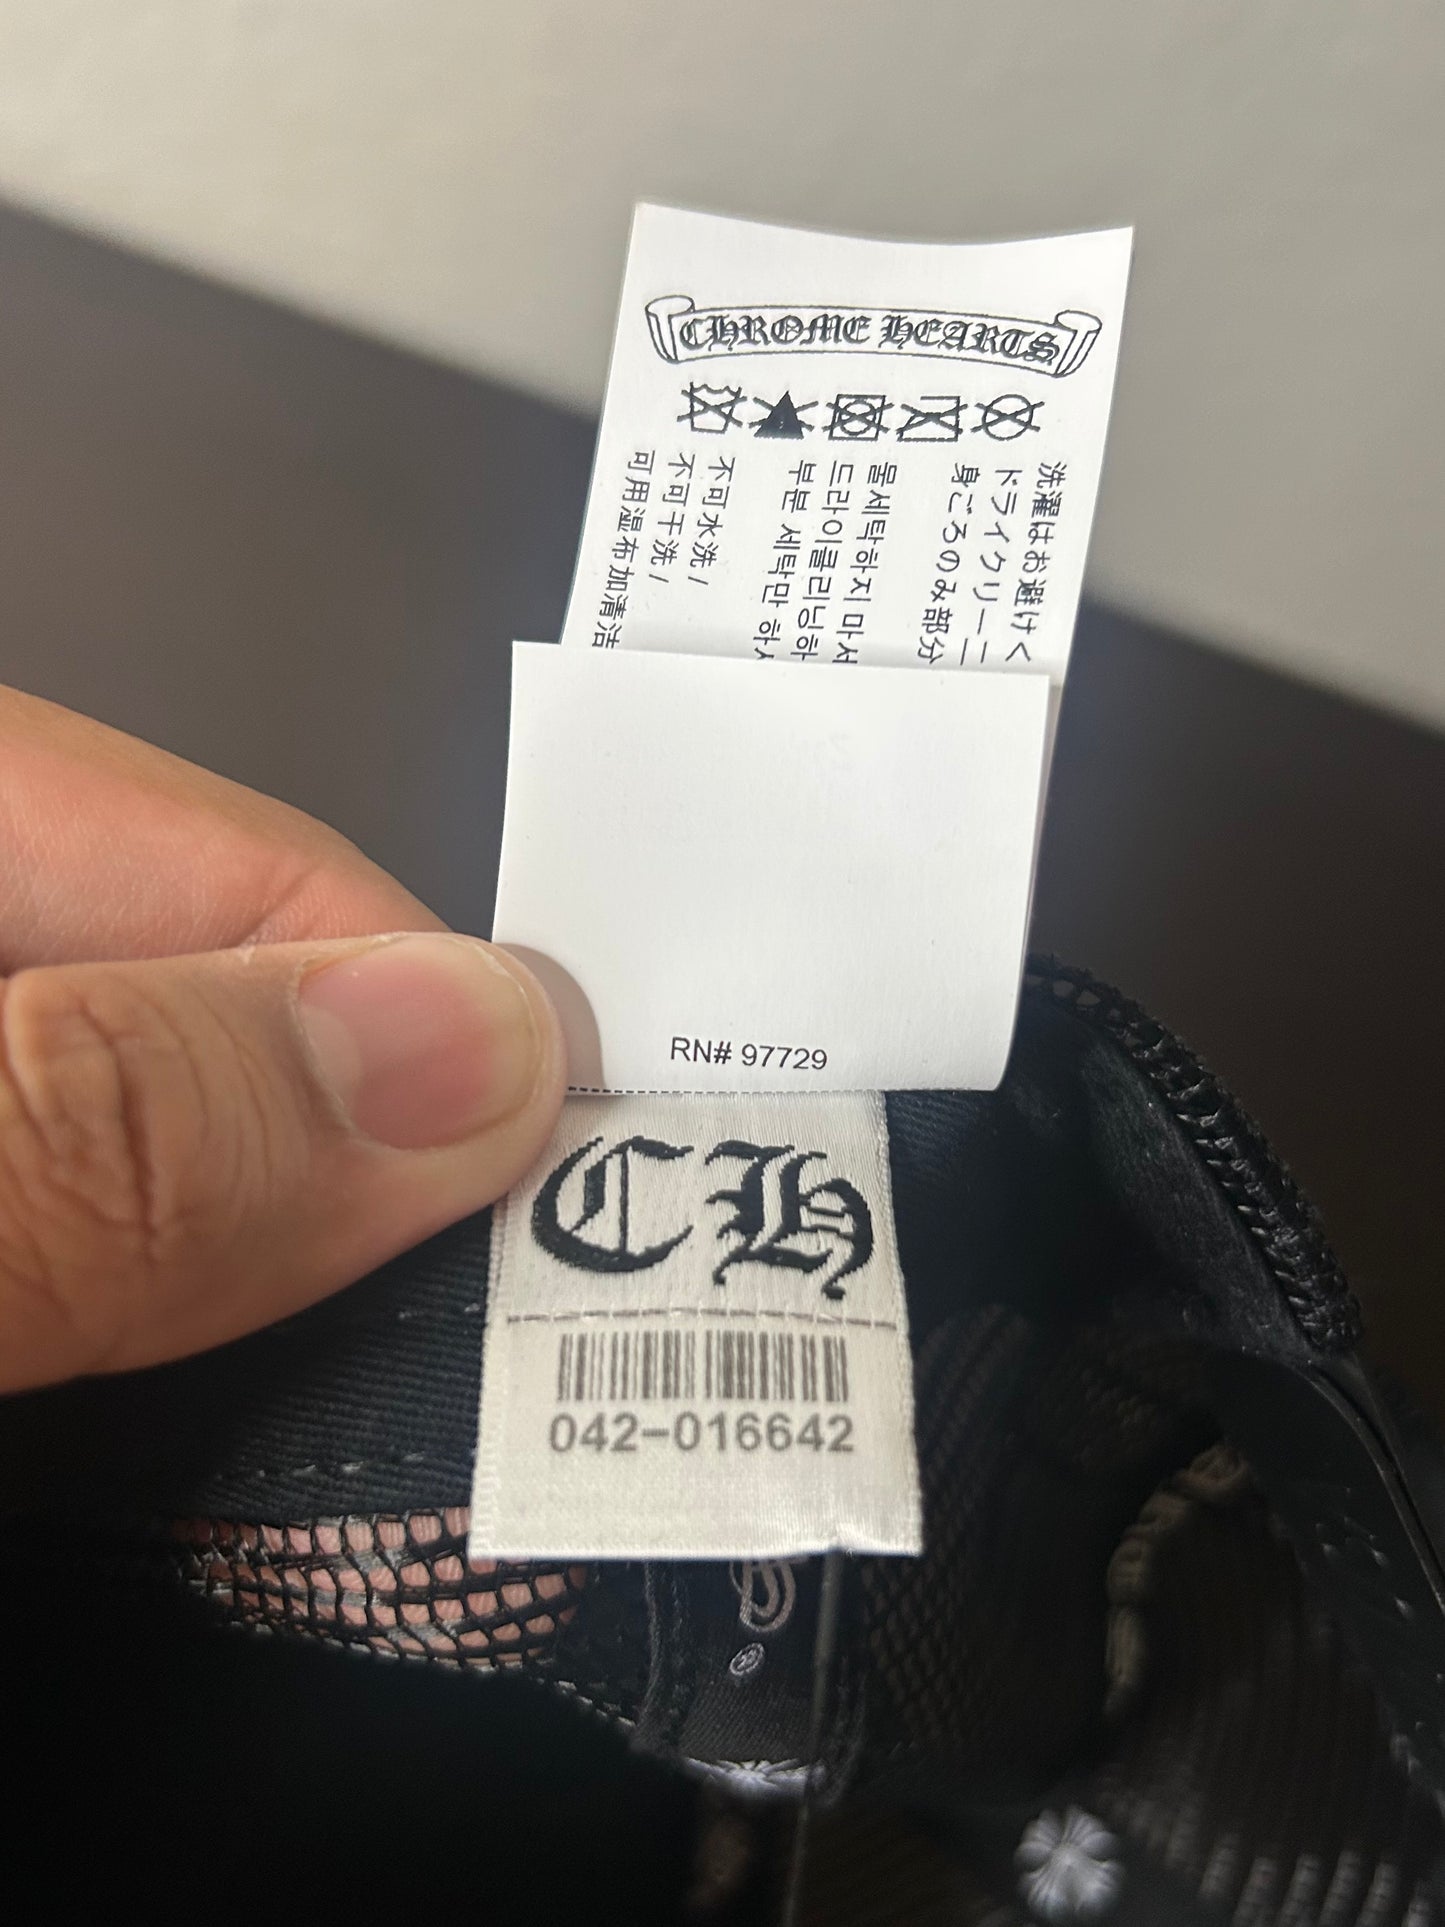 CHROME HEARTS
洗濯はお避けく
ドライクリーニ
身ごろのみ部分
물세탁하지 마서
드라이클리닝하
부분 세탁만 하
不可水洗 /
不可干洗 /
可用湿布加清洁
RN# 97729
CH
042-016642